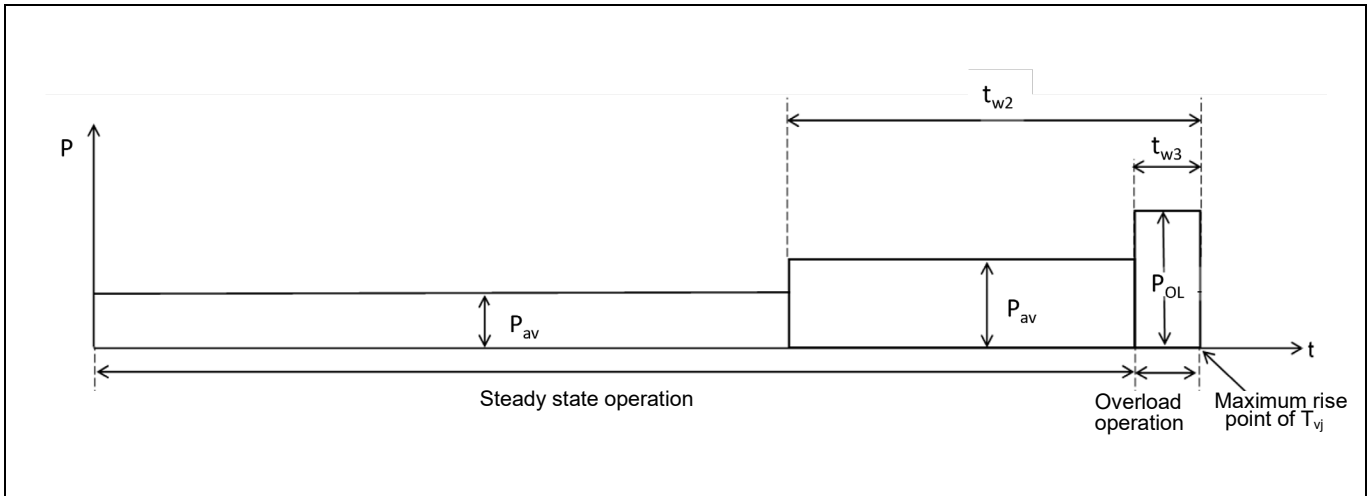 t_w2
P
t_w3
P_av
P_av
P_OL
t
Steady state operation
Overload
operation
Maximum rise
point of T_vj